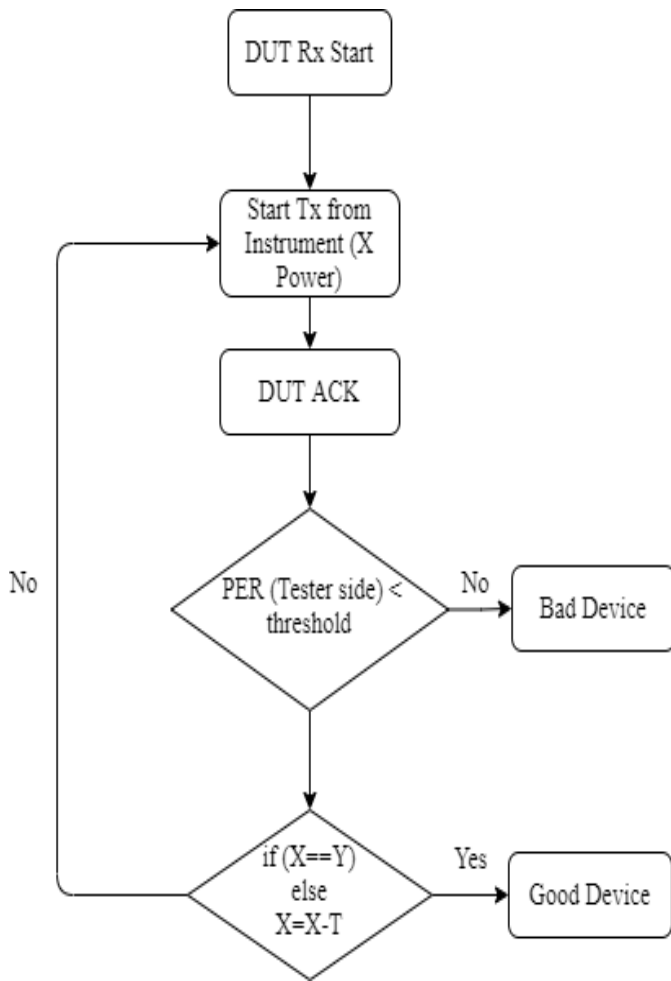 DUT Rx Start
Start Tx from
Instrument (X
Power)
DUT ACK
No
PER (Tester side) <
threshold
No
Bad Device
if (X==Y)
else
X=X-T
Yes
Good Device